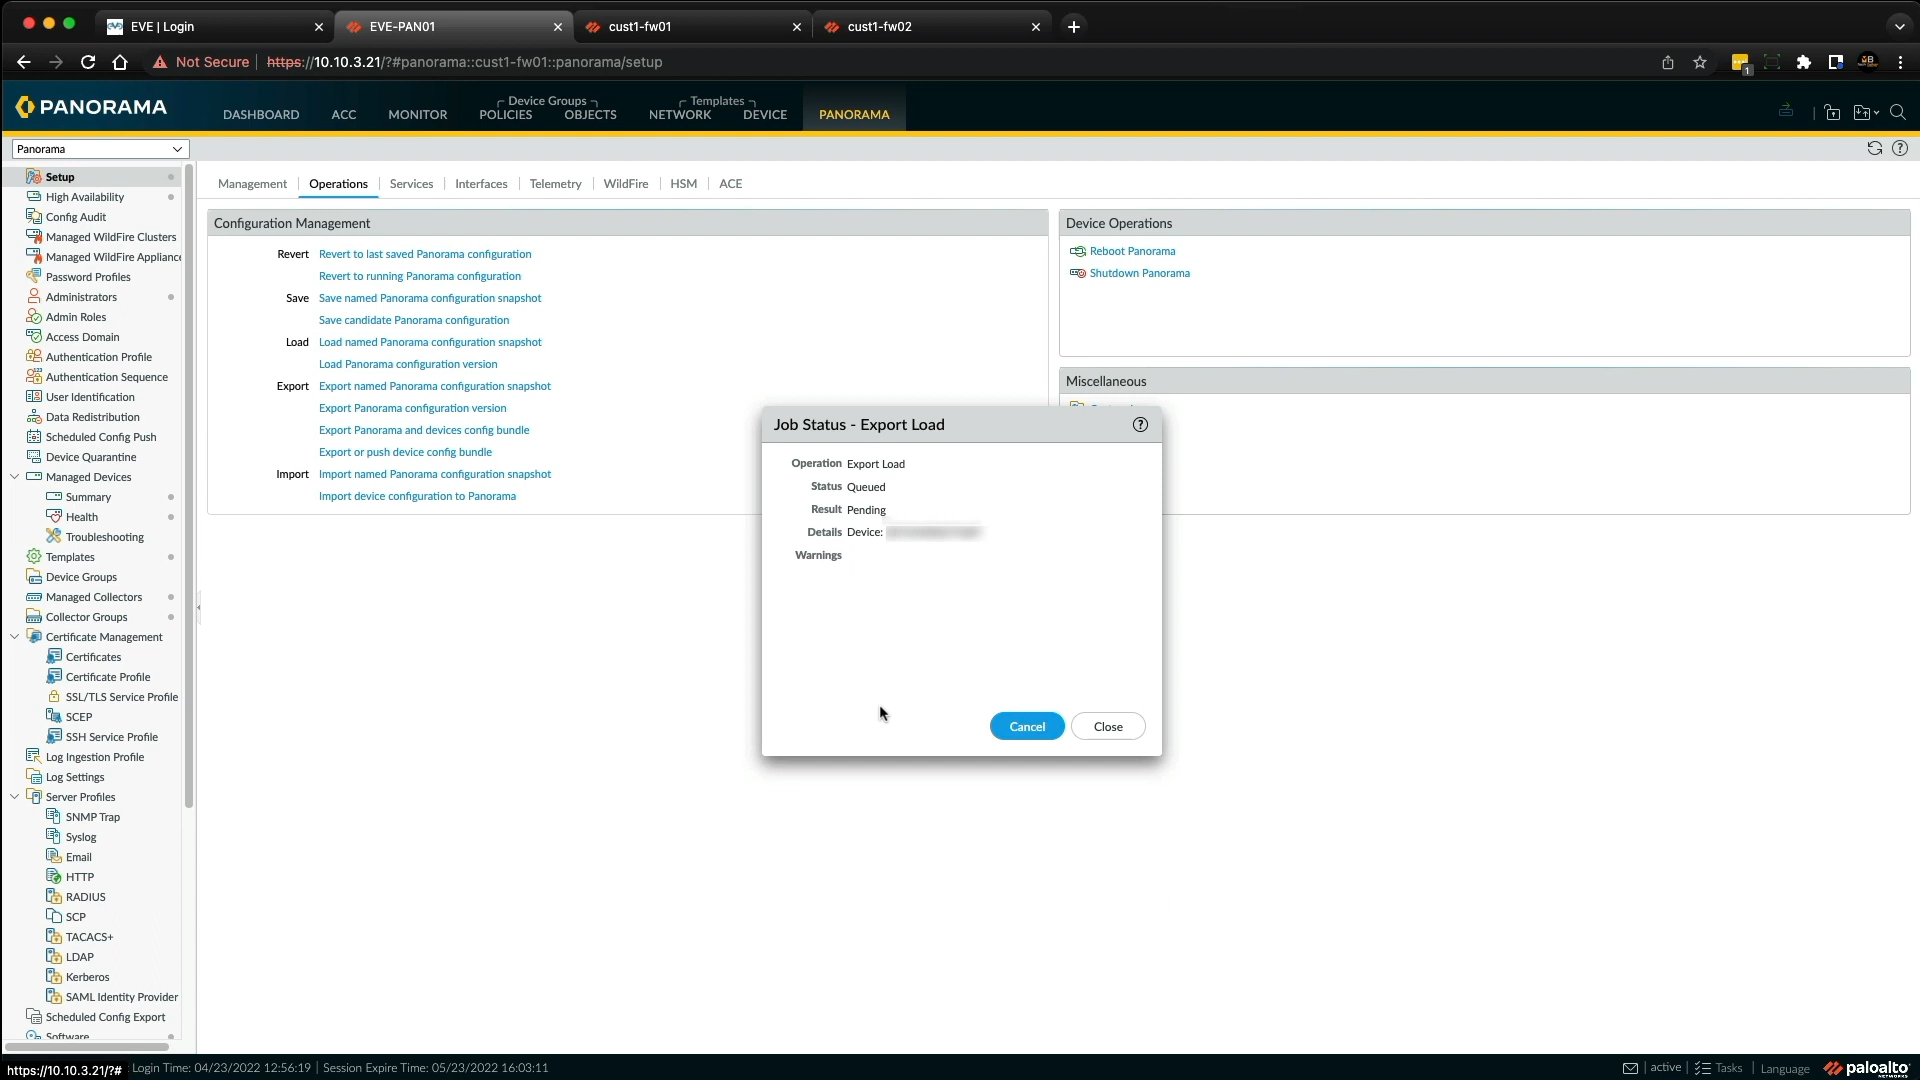 EVE | Login
EVE-PAN01
cust1-fw01
cust1-fw02
Not Secure
https://10.10.3.21/?#panorama::cust1-fw01::panorama/setup
1
PANORAMA
DASHBOARD
ACC
MONITOR
Device Groups
POLICIES
OBJECTS
Templates
NETWORK
DEVICE
PANORAMA
Panorama
Setup
High Availability
Config Audit
Managed WildFire Clusters
Managed WildFire Appliance
Password Profiles
Administrators
Admin Roles
Access Domain
Authentication Profile
Authentication Sequence
User Identification
Data Redistribution
Scheduled Config Push
Device Quarantine
Managed Devices
Summary
Health
Troubleshooting
Templates
Device Groups
Managed Collectors
Collector Groups
Certificate Management
Certificates
Certificate Profile
SSL/TLS Service Profile
SCEP
SSH Service Profile
Log Ingestion Profile
Log Settings
Server Profiles
SNMP Trap
Syslog
Email
HTTP
RADIUS
SCP
TACACS+
LDAP
Kerberos
SAML Identity Provider
Scheduled Config Export
Software
Management
Operations
Services
Interfaces
Telemetry
WildFire
HSM
ACE
Configuration Management
Revert Revert to last saved Panorama configuration
Revert to running Panorama configuration
Save Save named Panorama configuration snapshot
Save candidate Panorama configuration
Load Load named Panorama configuration snapshot
Load Panorama configuration version
Export Export named Panorama configuration snapshot
Export Panorama configuration version
Export Panorama and devices config bundle
Export or push device config bundle
Import Import named Panorama configuration snapshot
Import device configuration to Panorama
Device Operations
Reboot Panorama
Shutdown Panorama
Miscellaneous
Job Status - Export Load
Operation Export Load
Status Queued
Result Pending
Details Device:
Warnings
Cancel
Close
https://10.10.3.21/?#
Login Time: 04/23/2022 12:56:19 | Session Expire Time: 05/23/2022 16:03:11
active
Tasks
Language
paloalto
NETWORKS